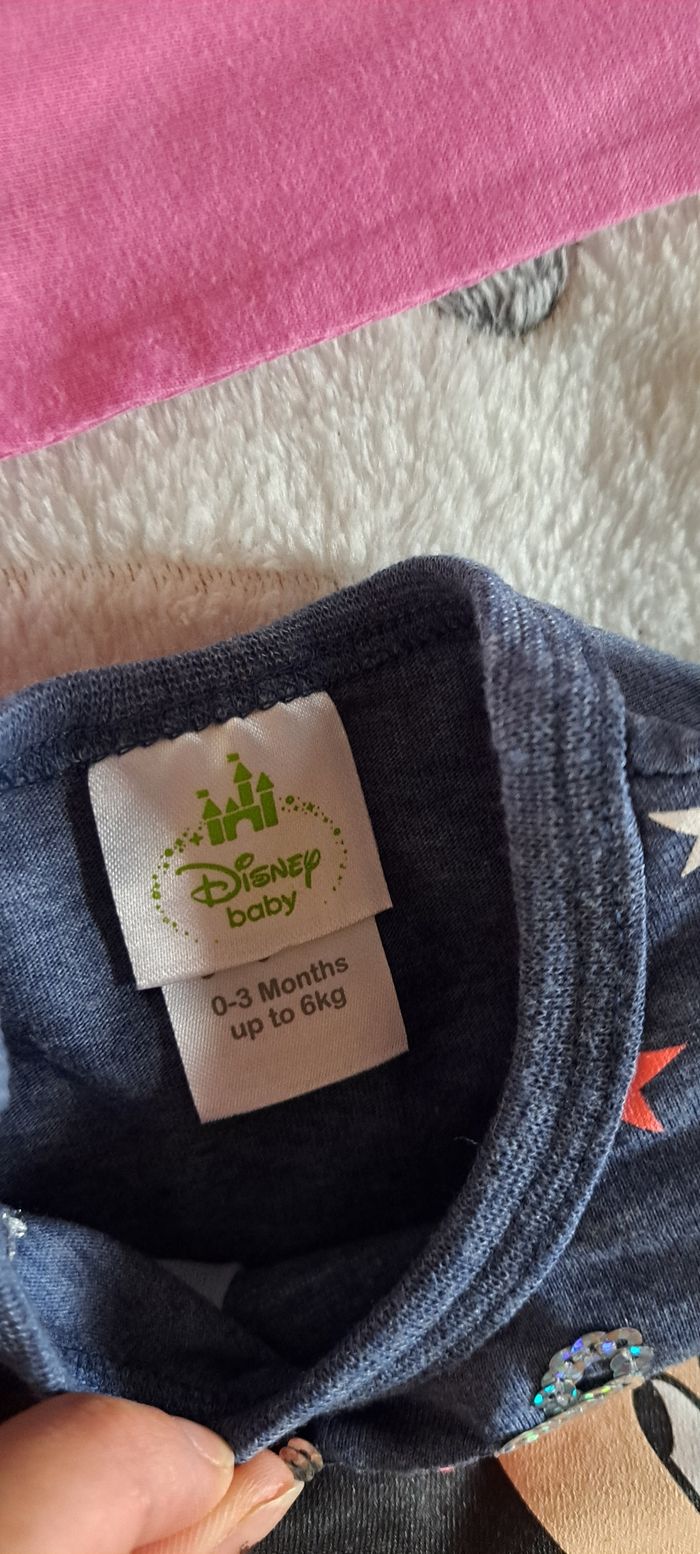 Disney
baby
0-3 Months
up to 6kg